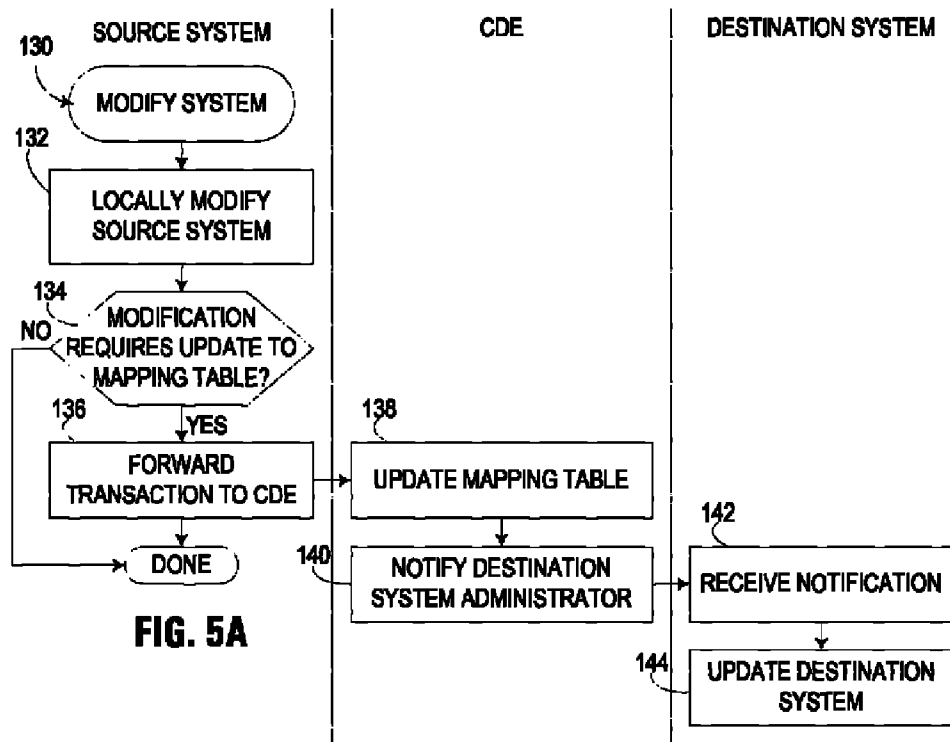 SOURCE SYSTEM
CDE
DESTINATION SYSTEM
130
MODIFY SYSTEM
132
LOCALLY MODIFY
SOURCE SYSTEM
134
NO
MODIFICATION
REQUIRES UPDATE TO
MAPPING TABLE?
136
YES
FORWARD
TRANSACTION TO CDE
138
UPDATE MAPPING TABLE
DONE
140
NOTIFY DESTINATION
SYSTEM ADMINISTRATOR
142
RECEIVE NOTIFICATION
144
UPDATE DESTINATION
SYSTEM
FIG. 5A